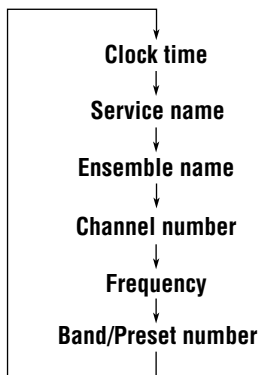 Clock time
Service name
Ensemble name
Channel number
Frequency
Band/Preset number